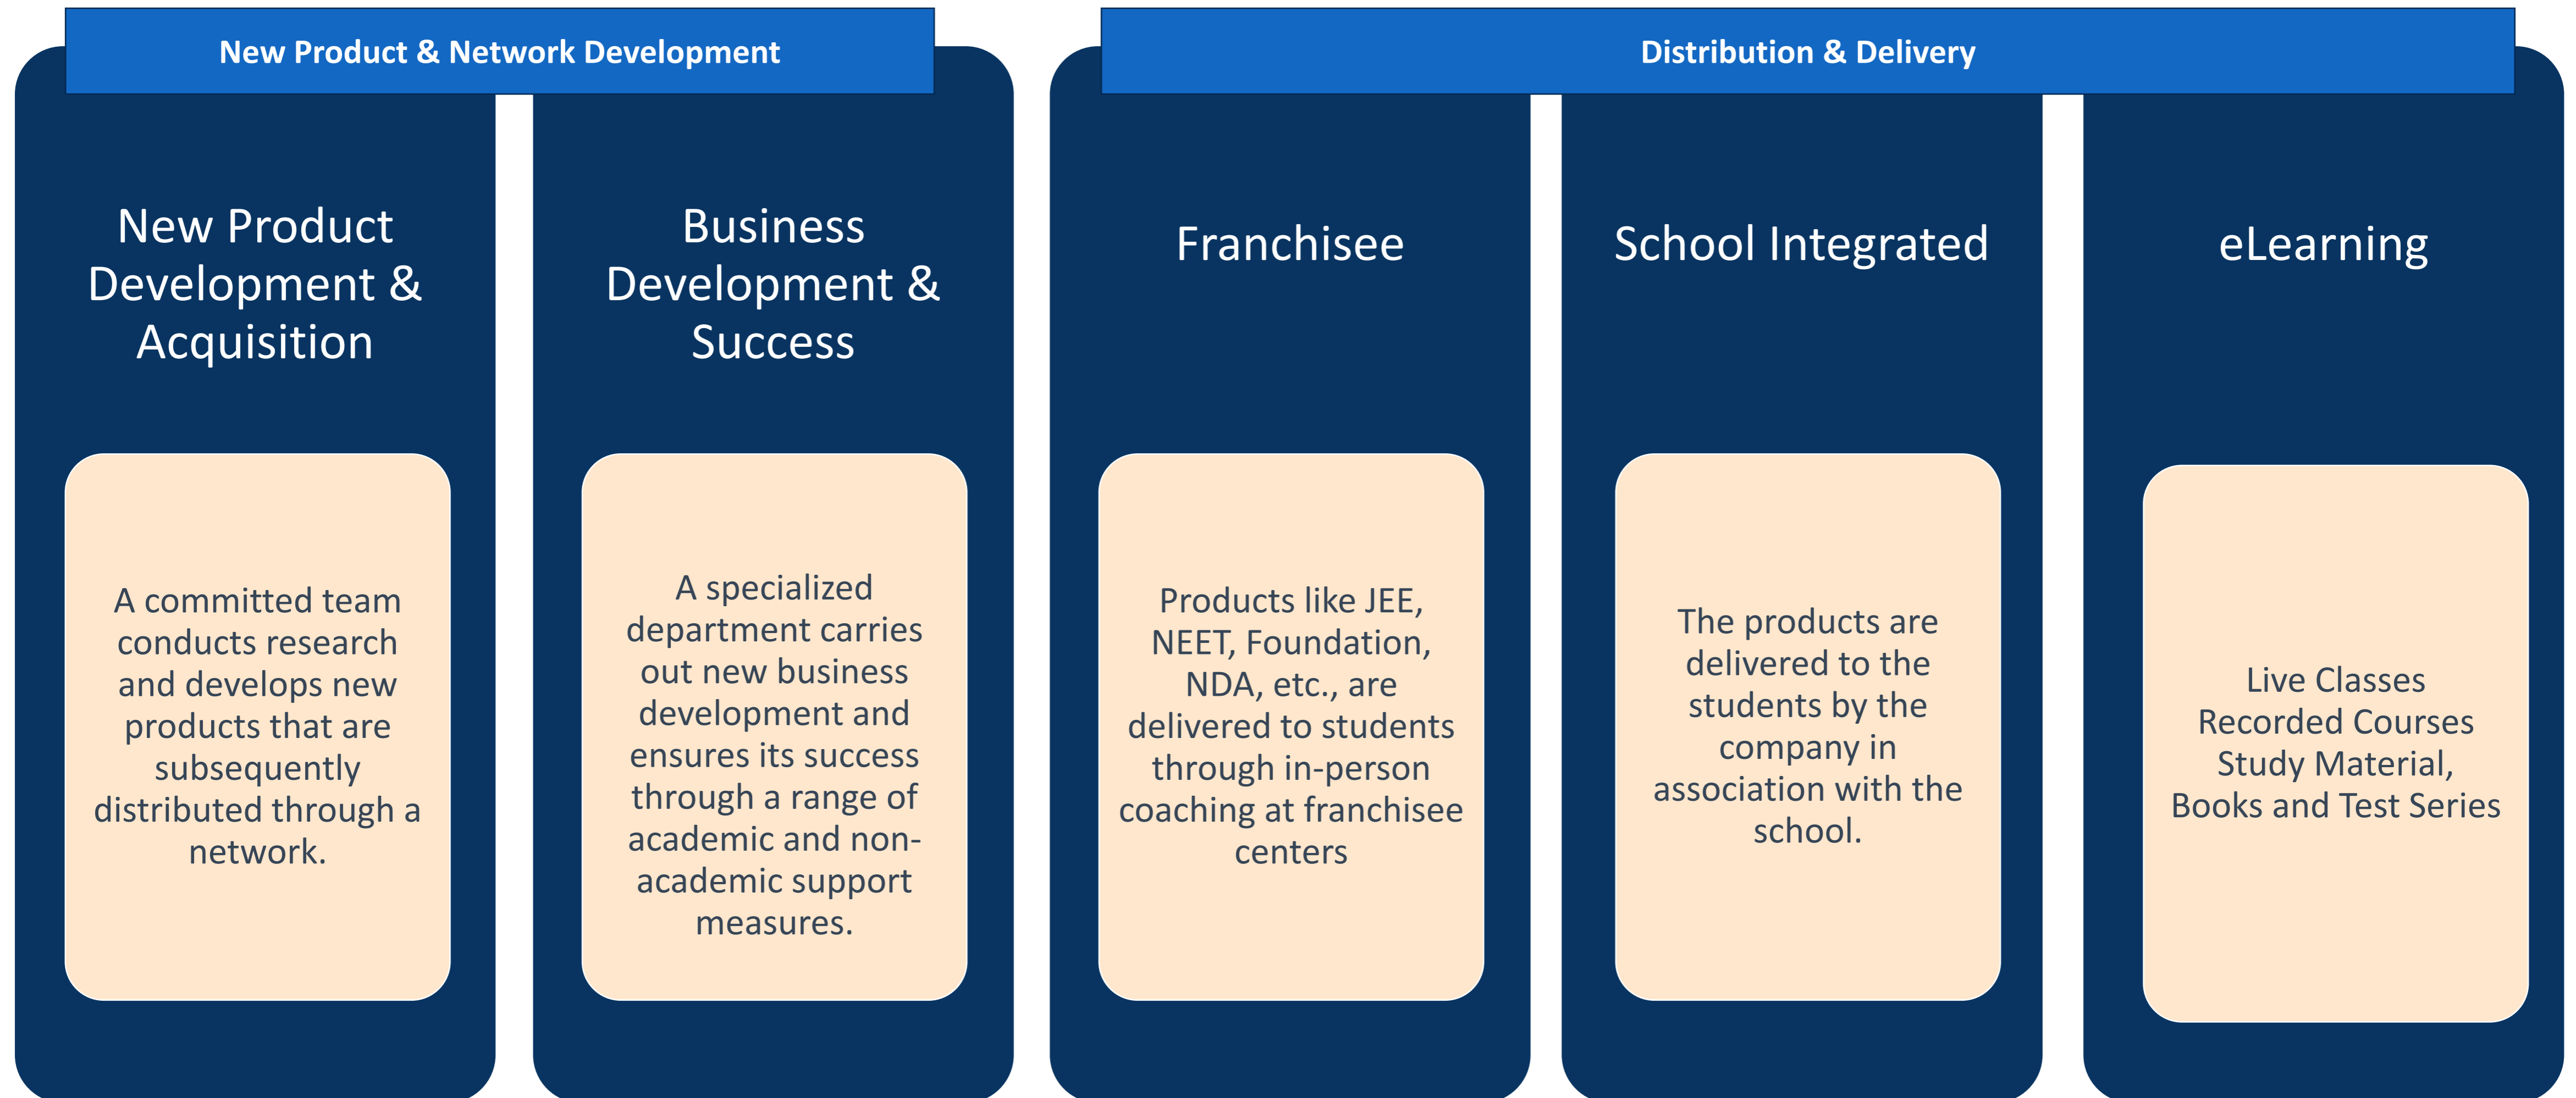 New Product & Network Development
Distribution & Delivery
New Product
Development &
Acquisition
A committed team
conducts research
and develops new
products that are
subsequently
distributed through a
network.
Business
Development &
Success
A specialized
department carries
out new business
development and
ensures its success
through a range of
academic and non-
academic support
measures.
Franchisee
Products like JEE,
NEET, Foundation,
NDA, etc., are
delivered to students
through in-person
coaching at franchisee
centers
School Integrated
The products are
delivered to the
students by the
company in
association with the
school.
eLearning
Live Classes
Recorded Courses
Study Material,
Books and Test Series